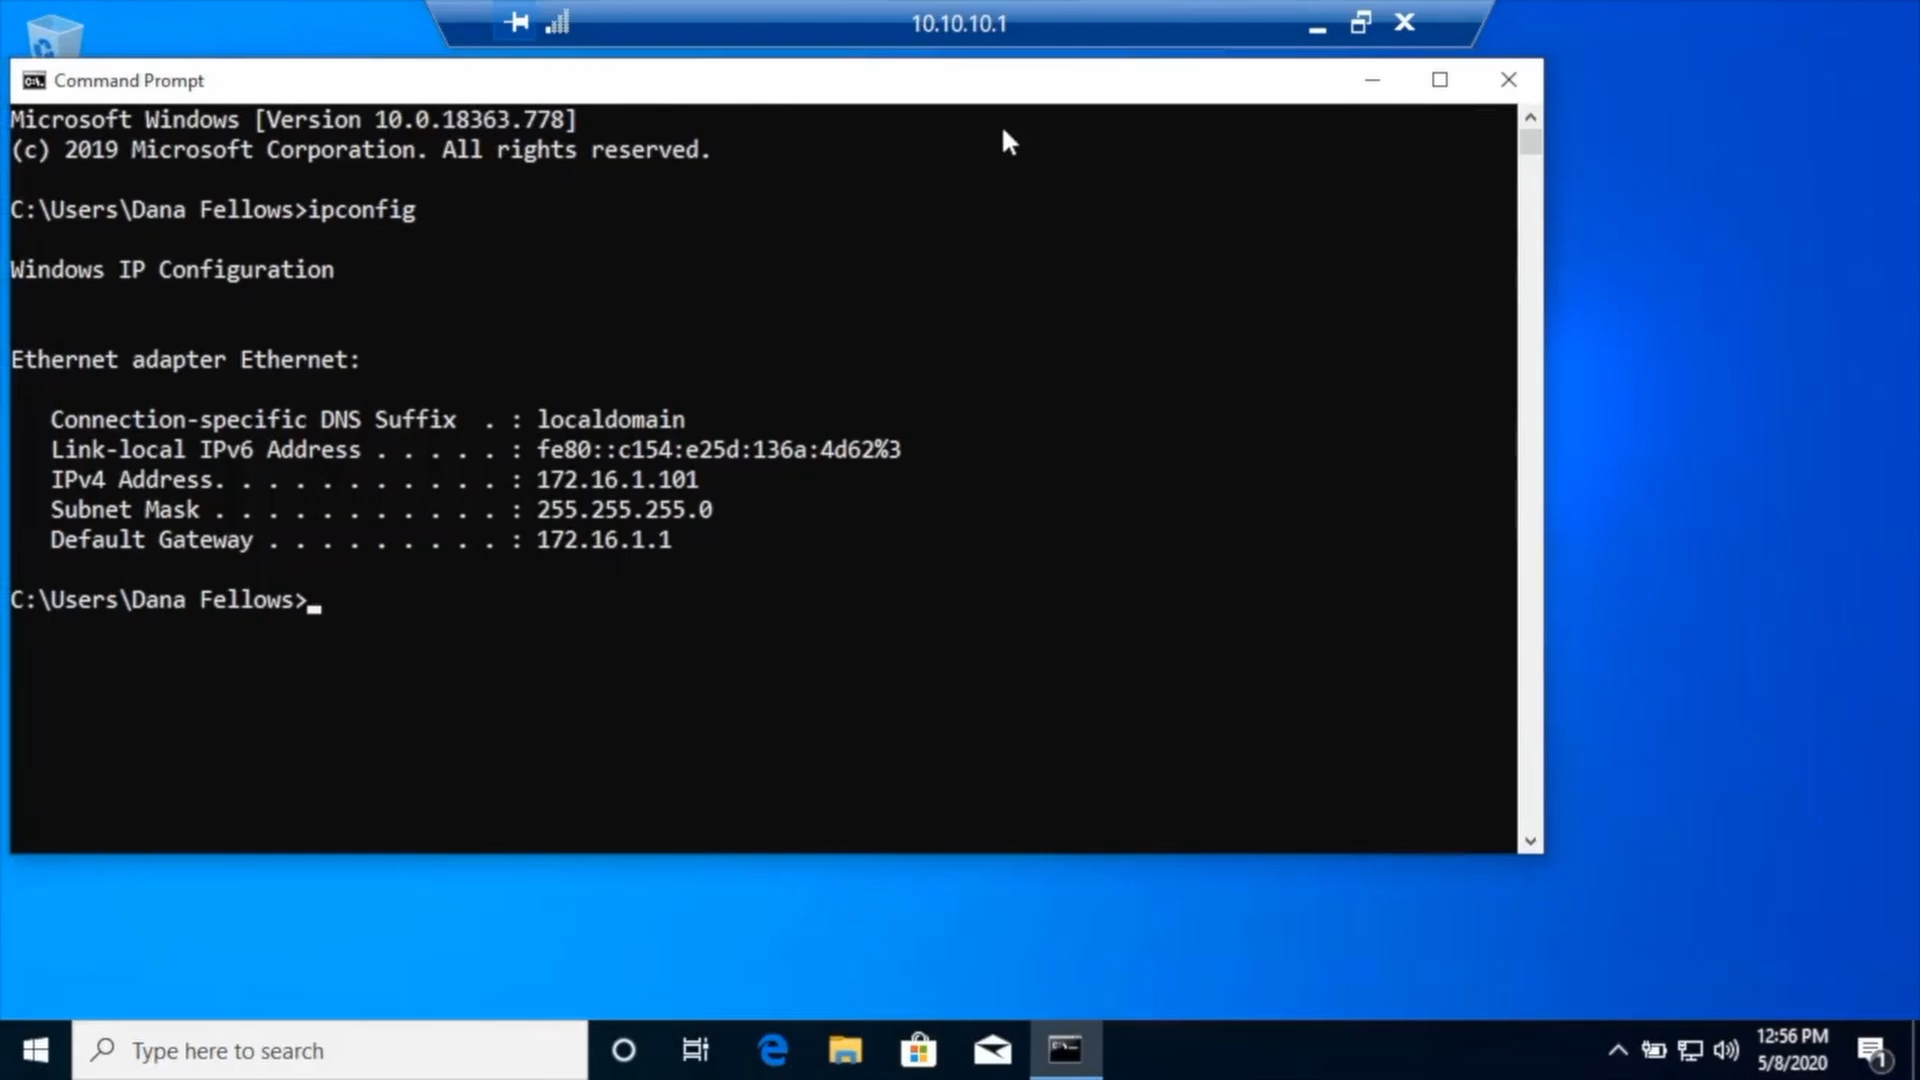 10.10.10.1
Command Prompt
Microsoft Windows [Version 10.0.18363.778]
(c) 2019 Microsoft Corporation. All rights reserved.
C:\Users\Dana Fellows>ipconfig
Windows IP Configuration
Ethernet adapter Ethernet:
Connection-specific DNS Suffix  . : localdomain
Link-local IPv6 Address . . . . . : fe80::c154:e25d:136a:4d62%3
IPv4 Address. . . . . . . . . . . : 172.16.1.101
Subnet Mask . . . . . . . . . . . : 255.255.255.0
Default Gateway . . . . . . . . . : 172.16.1.1
C:\Users\Dana Fellows>
Type here to search
12:56 PM
5/8/2020
1